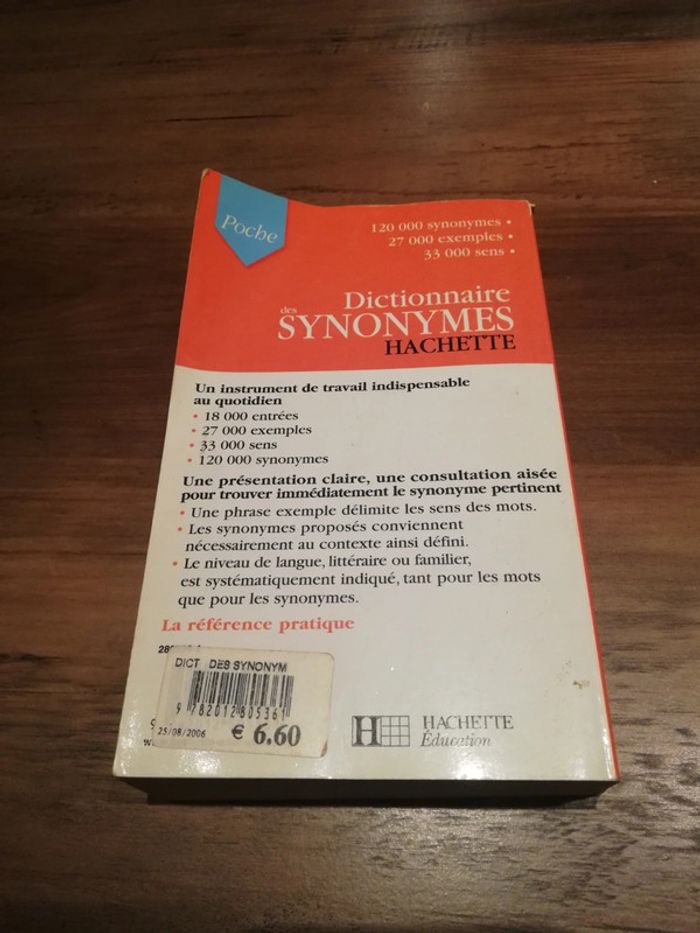 Poche
120 000 synonymes •
27 000 exemples •
33 000 sens •
Dictionnaire
des SYNONYMES
HACHETTE
Un instrument de travail indispensable
au quotidien
• 18 000 entrées
• 27 000 exemples
• 33 000 sens
• 120 000 synonymes
Une présentation claire, une consultation aisée
pour trouver immédiatement le synonyme pertinent
• Une phrase exemple délimite les sens des mots.
• Les synonymes proposés conviennent
nécessairement au contexte ainsi défini.
• Le niveau de langue, littéraire ou familier,
est systématiquement indiqué, tant pour les mots
que pour les synonymes.
La référence pratique
DICT DES SYNONYM
9 782012 805361
25/08/2006 € 6.60
H HACHETTE
Éducation